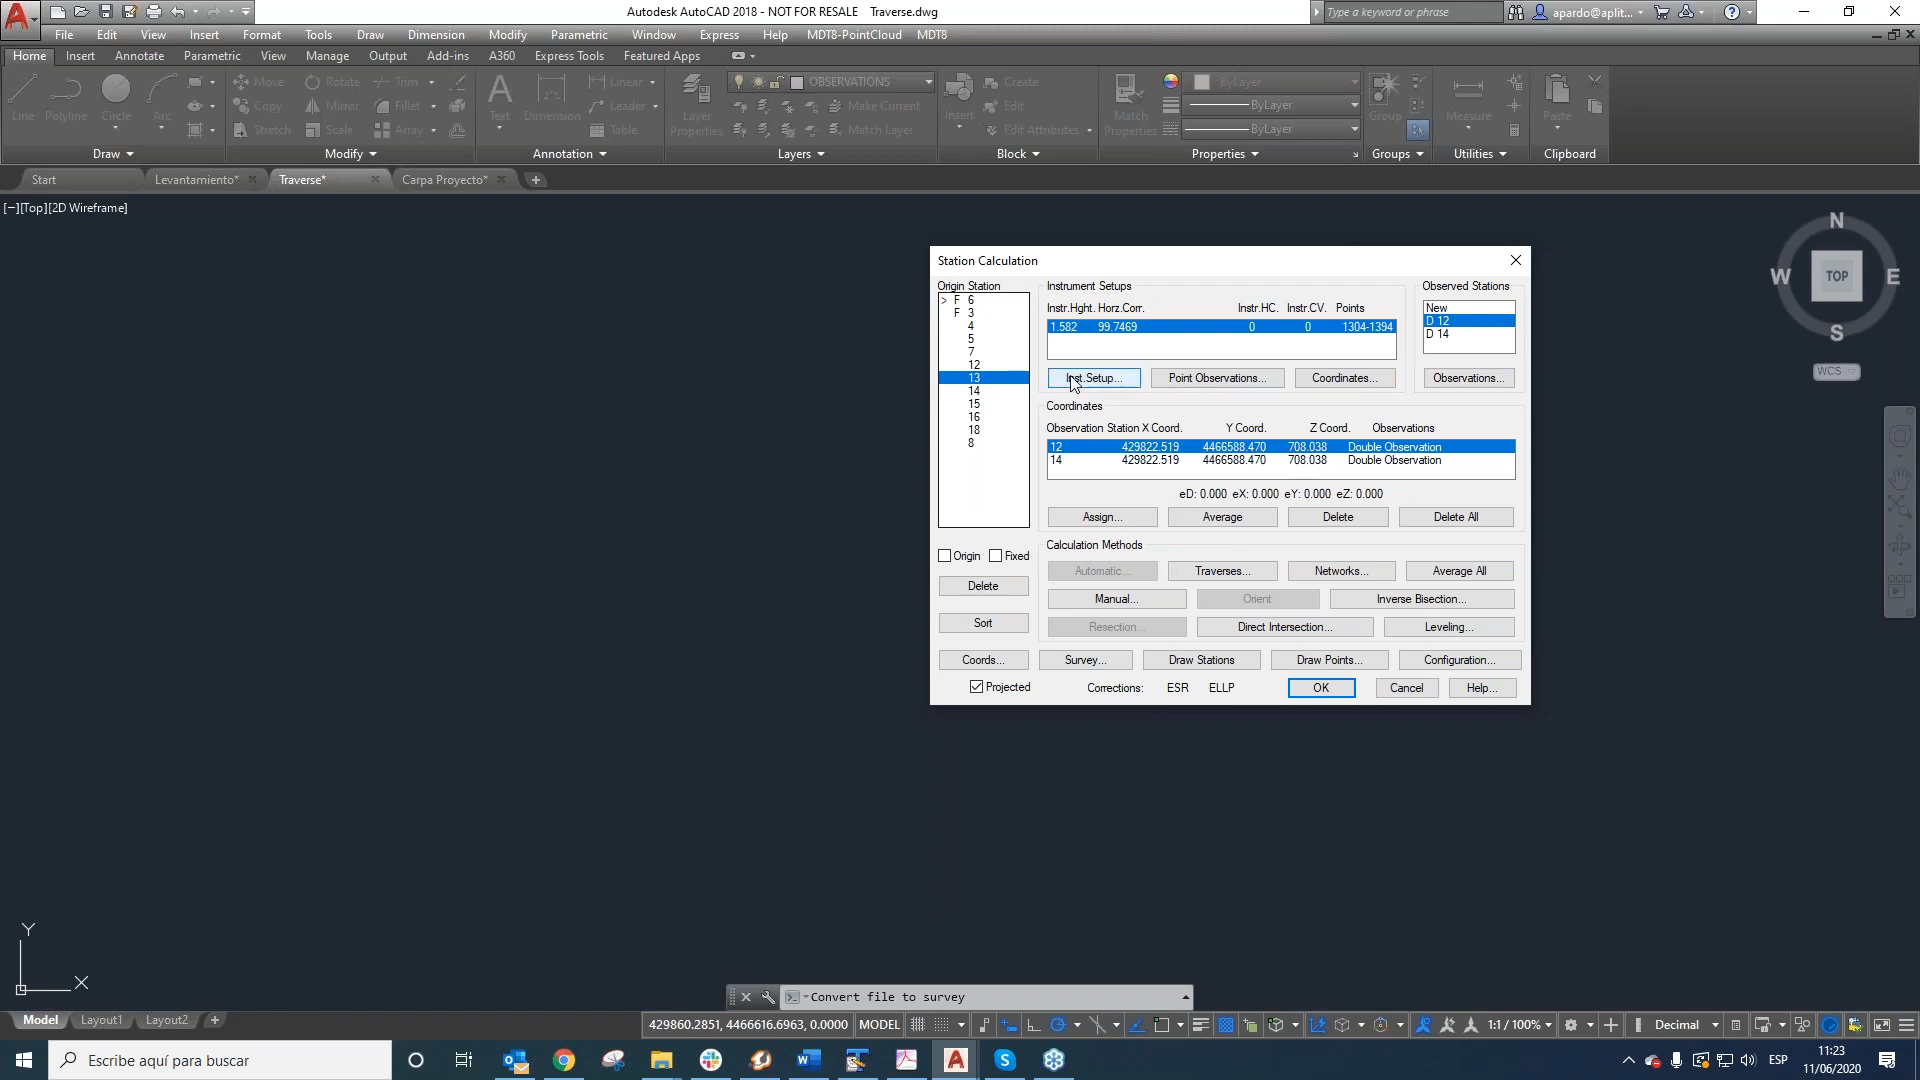 Autodesk AutoCAD 2018 - NOT FOR RESALE Traverse.dwg
Type a keyword or phrase
apardo@aplit...
File Edit View Insert Format Tools Draw Dimension Modify Parametric Window Express Help MDT8-PointCloud MDT8
Home Insert Annotate Parametric View Manage Output Add-ins A360 Express Tools Featured Apps
Line Polyline Circle Arc
Move Rotate Trim
Copy Mirror Fillet
Stretch Scale Array
Text Dimension
Linear
Leader
Table
Layer Properties
OBSERVATIONS
Make Current
Match Layer
Insert
Create
Edit
Edit Attributes
Match Properties
ByLayer
ByLayer
ByLayer
Group
Measure
Paste
Draw Modify Annotation Layers Block Properties Groups Utilities Clipboard
Start Levantamiento* Traverse* Carpa Proyecto*
[−][Top][2D Wireframe]
N
W TOP E
S
WCS
Station Calculation
Origin Station
> F 6
F 3
4
5
7
12
13
14
15
16
18
8
Origin Fixed
Delete
Sort
Coords...
Projected
Instrument Setups
Instr.Hght. Horz.Corr. Instr.HC. Instr.CV. Points
1.582 99.7469 0 0 1304-1394
Inst.Setup... Point Observations... Coordinates...
Observed Stations
New
D 12
D 14
Observations...
Coordinates
Observation Station X Coord. Y Coord. Z Coord. Observations
12 429822.519 4466588.470 708.038 Double Observation
14 429822.519 4466588.470 708.038 Double Observation
eD: 0.000 eX: 0.000 eY: 0.000 eZ: 0.000
Assign... Average Delete Delete All
Calculation Methods
Automatic... Traverses... Networks... Average All
Manual... Orient Inverse Bisection...
Resection... Direct Intersection... Leveling...
Survey... Draw Stations Draw Points... Configuration...
Corrections: ESR ELLP OK Cancel Help...
Y
X
Convert file to survey
Model Layout1 Layout2
429860.2851, 4466616.6963, 0.0000 MODEL 1:1 / 100% Decimal
Escribe aquí para buscar
ESP
11:23
11/06/2020